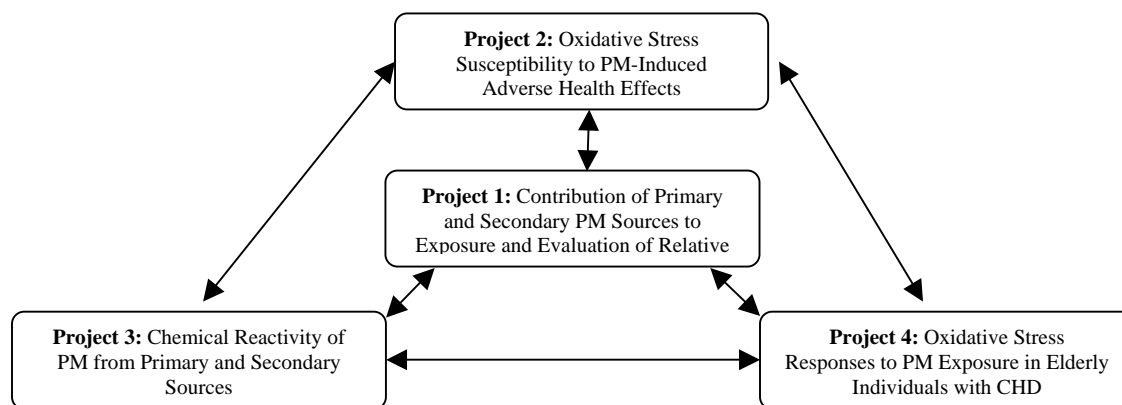 Project 2: Oxidative Stress
Susceptibility to PM-Induced
Adverse Health Effects
Project 1: Contribution of Primary
and Secondary PM Sources to
Exposure and Evaluation of Relative
Project 3: Chemical Reactivity of
PM from Primary and Secondary
Sources
Project 4: Oxidative Stress
Responses to PM Exposure in Elderly
Individuals with CHD